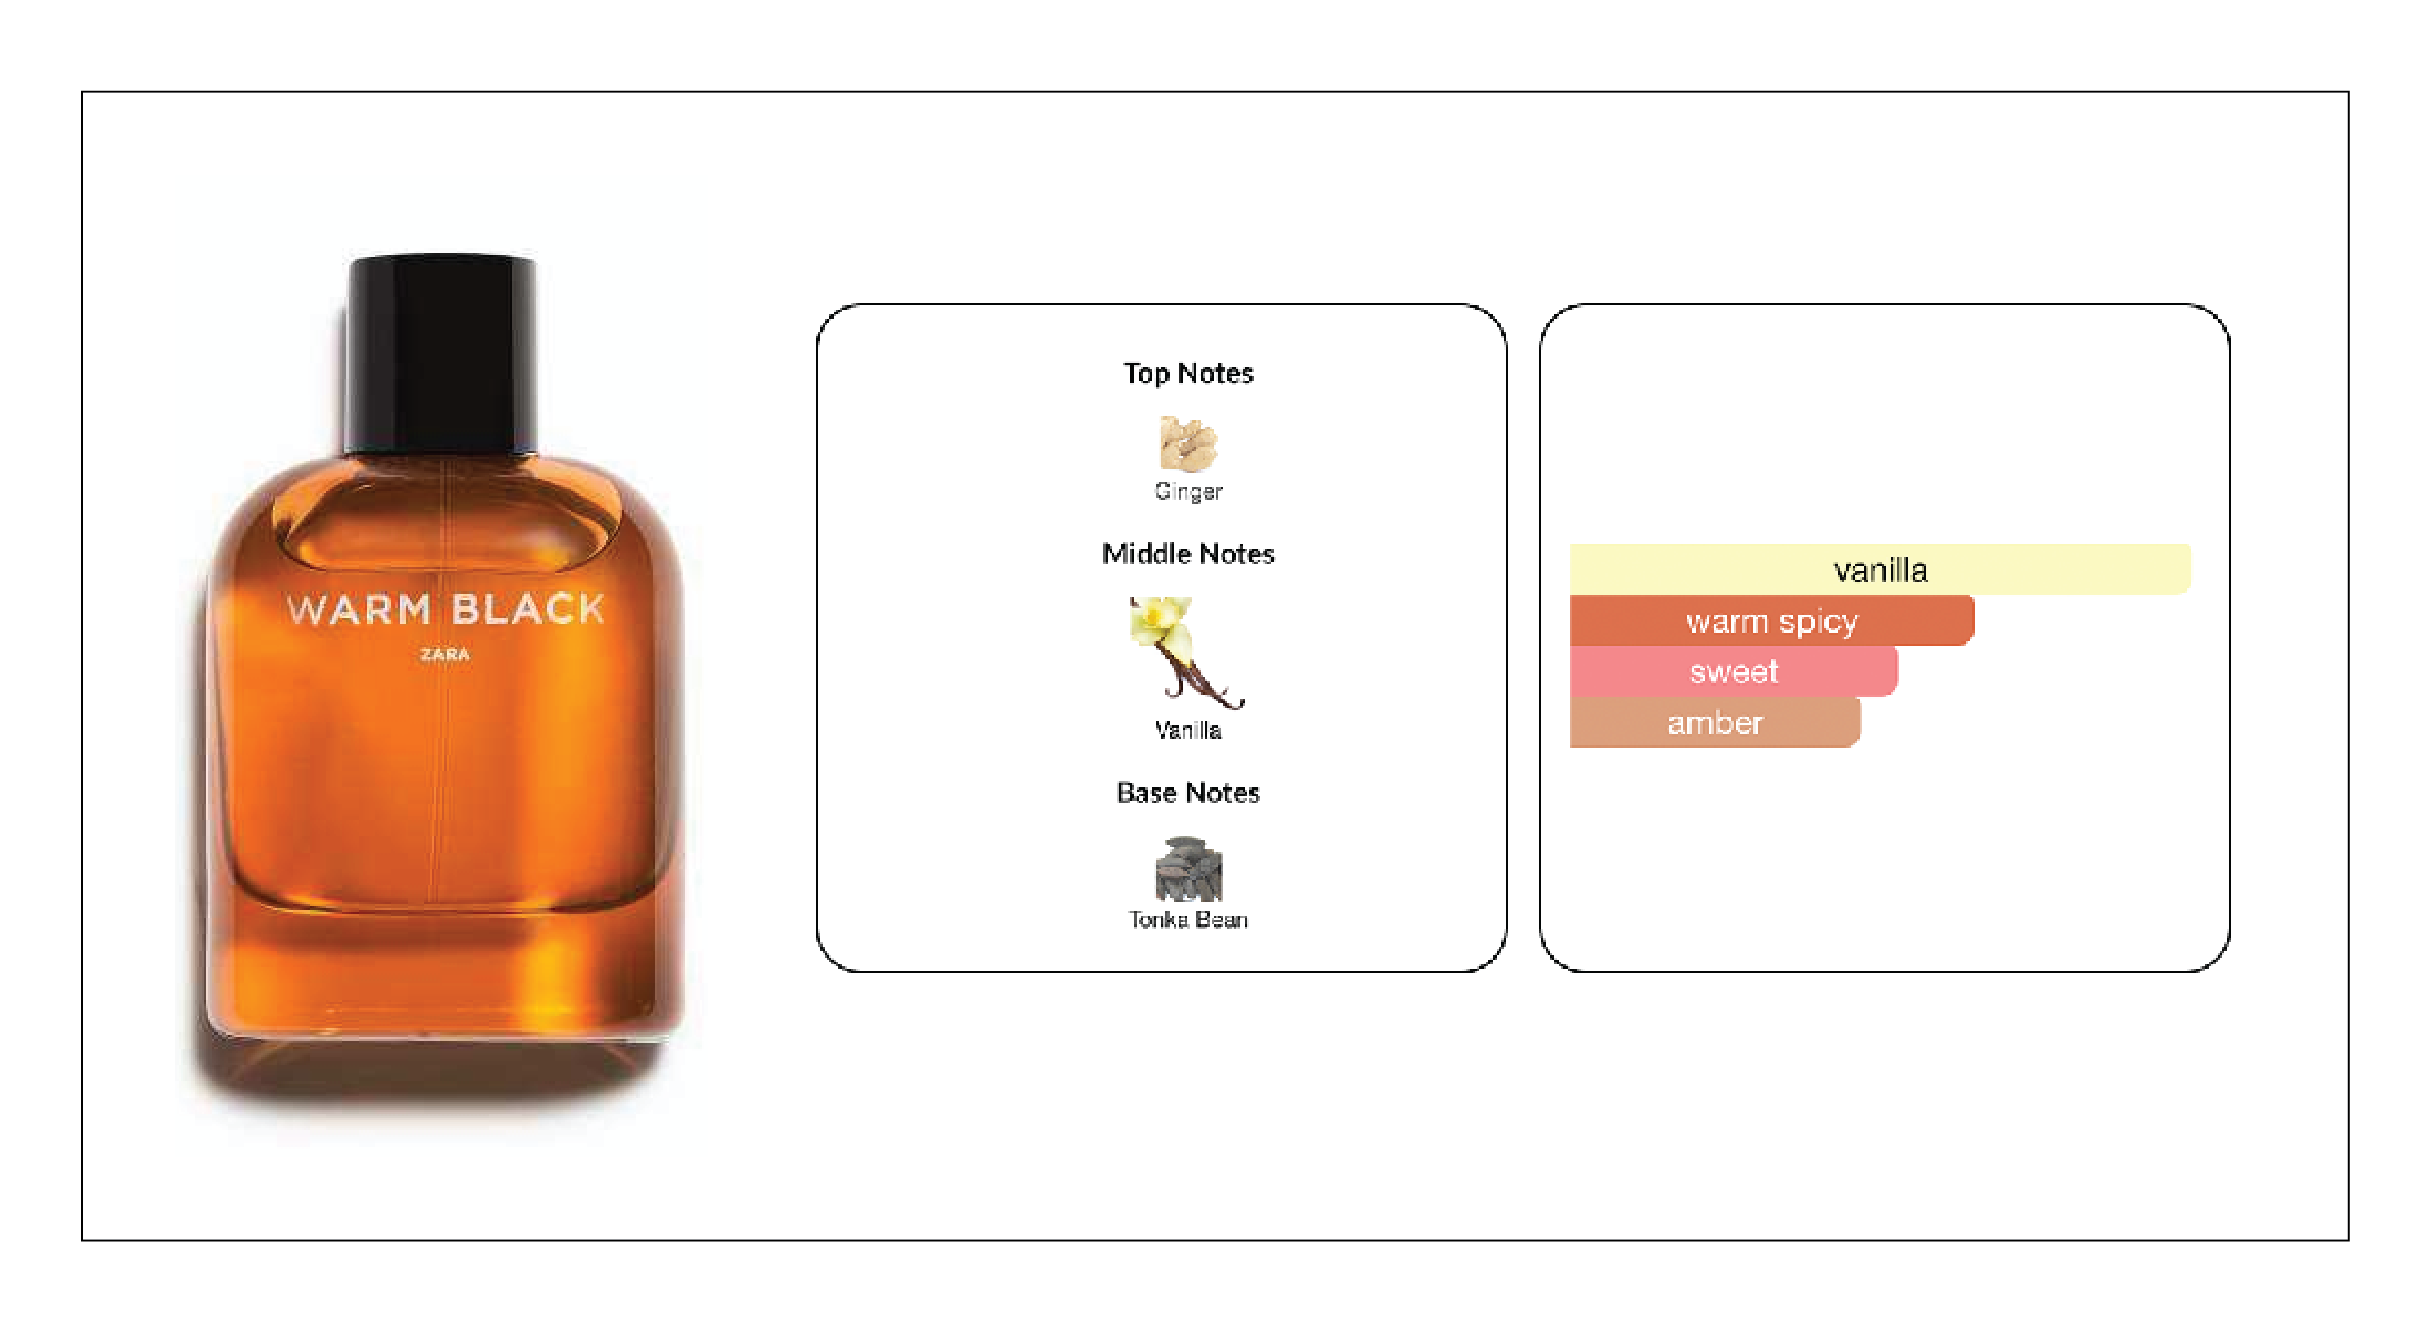 WARM BLACK
ZARA
Top Notes
Ginger
Middle Notes
Vanilla
Base Notes
Tonka Bean
vanilla
warm spicy
sweet
amber